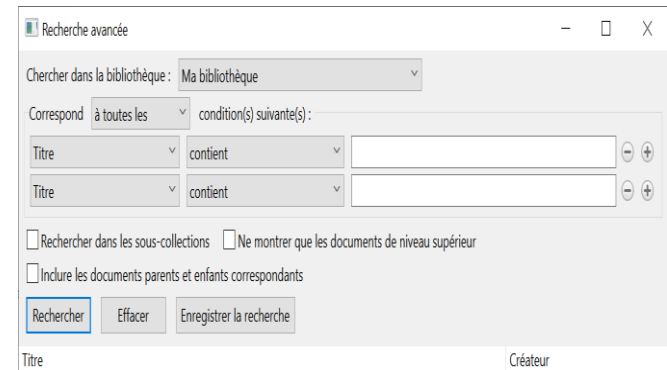 Recherche avancée
Chercher dans la bibliothèque : Ma bibliothèque
Correspond à toutes les condition(s) suivante(s) :
Titre contient
Titre contient
Rechercher dans les sous-collections Ne montrer que les documents de niveau supérieur
Inclure les documents parents et enfants correspondants
Rechercher Effacer Enregistrer la recherche
Titre Créateur